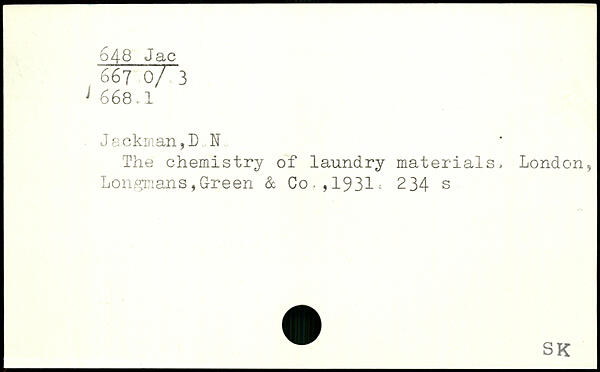 648 Jac
667.0/.3
668.1
Jackman,D.N.
The chemistry of laundry materials. London,
Longmans,Green & Co.,1931. 234 s
SK